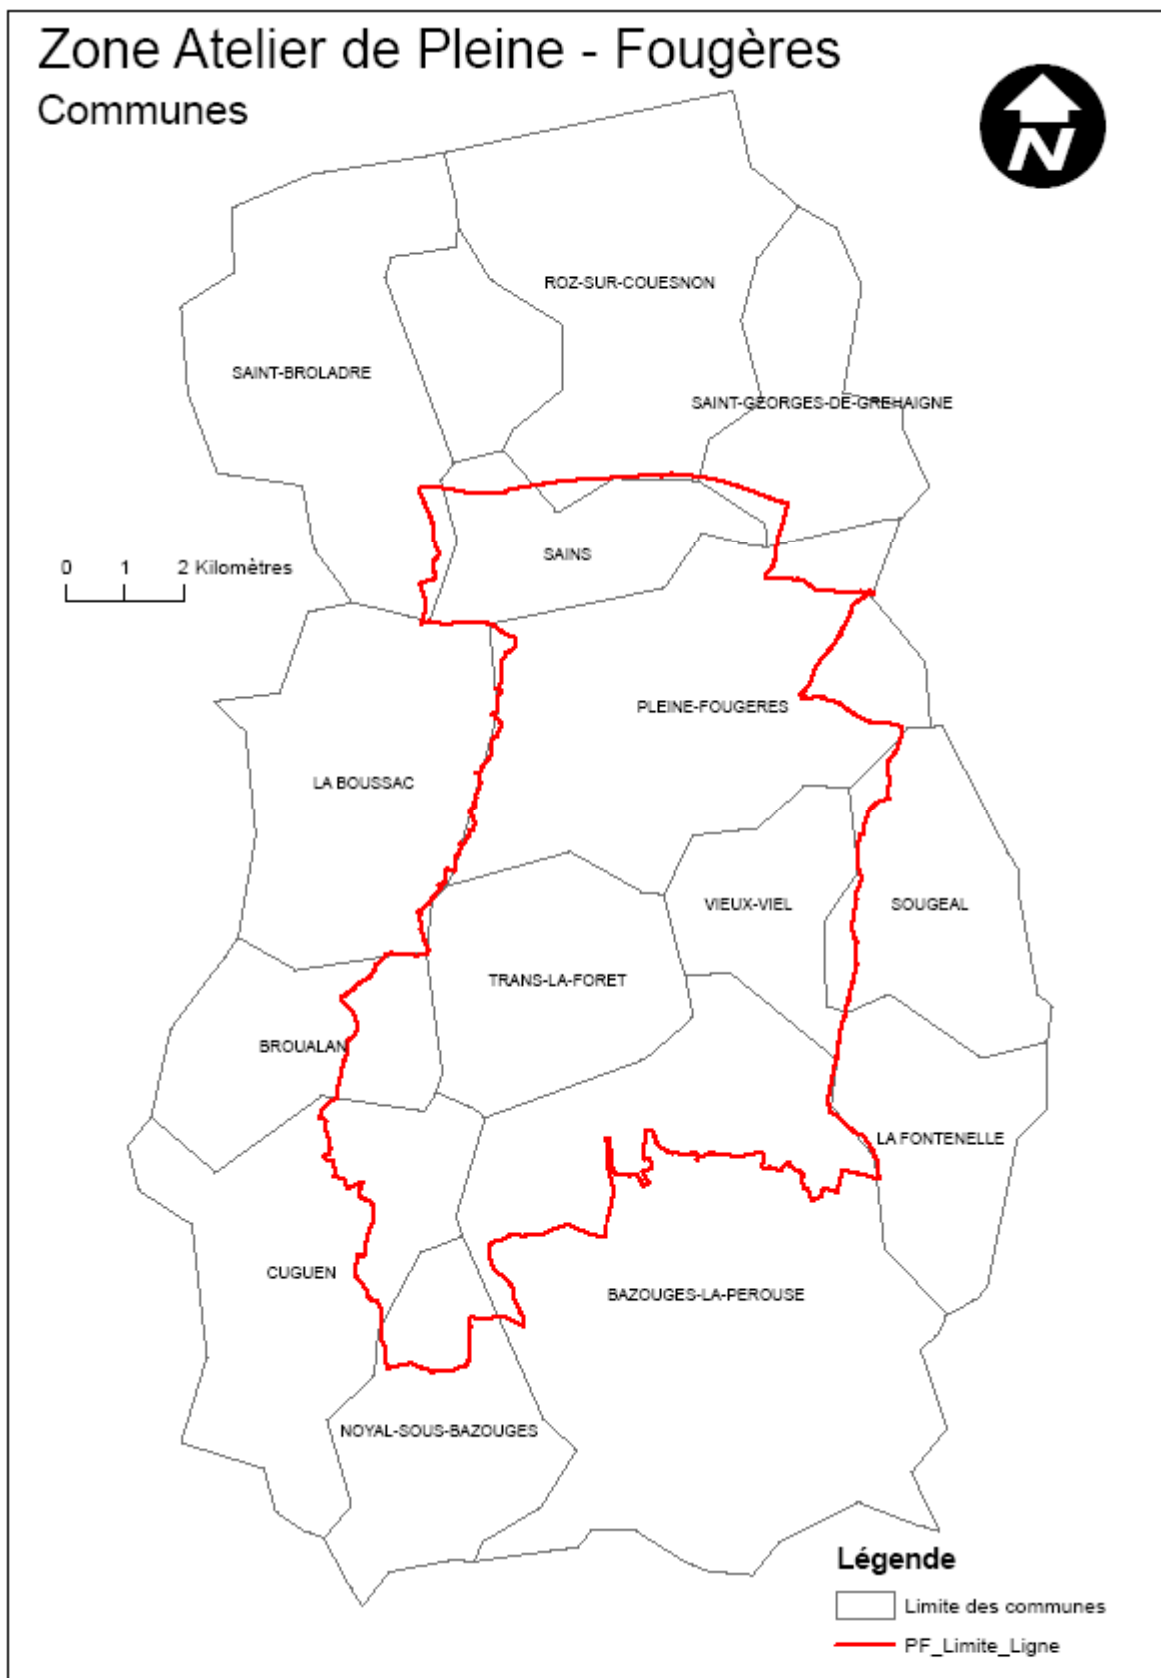 Zone Atelier de Pleine - Fougères
Communes
N
ROZ-SUR-COUESNON
SAINT-BROLADRE
SAINT-GEORGES-DE-GREHAIGNE
SAINS
0 1 2 Kilomètres
PLEINE-FOUGERES
LA BOUSSAC
VIEUX-VIEL
SOUGEAL
TRANS-LA-FORET
BROUALAN
LA FONTENELLE
CUGUEN
BAZOUGES-LA-PEROUSE
NOYAL-SOUS-BAZOUGES
Légende
Limite des communes
PF_Limite_Ligne